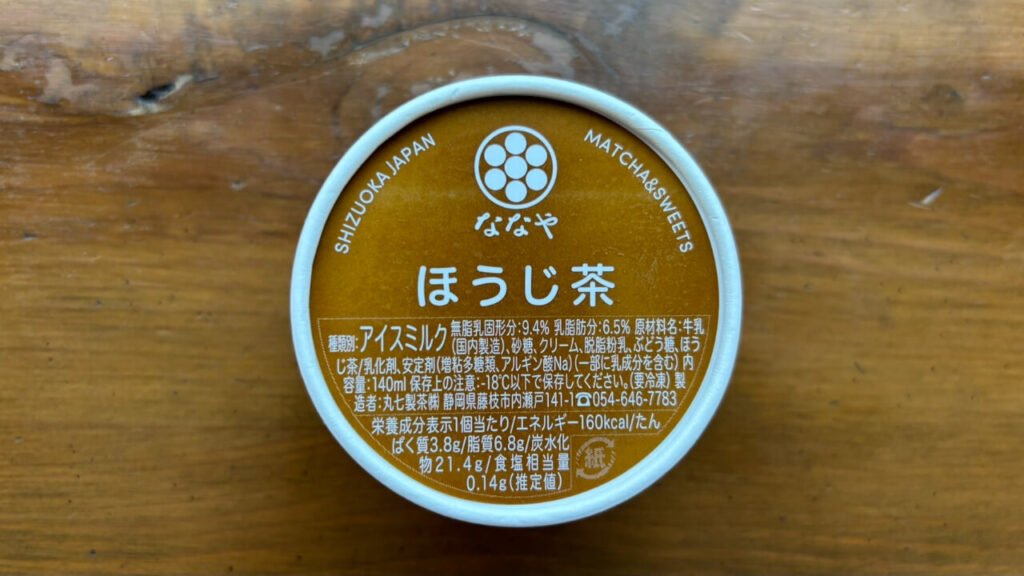 SHIZUOKA JAPAN
MATCHA&SWEETS
ななや
ほうじ茶
種類別:アイスミルク 無脂乳固形分:9.4% 乳脂肪分:6.5% 原材料名:牛乳
(国内製造)、砂糖、クリーム、脱脂粉乳、ぶどう糖、ほう
じ茶/乳化剤、安定剤(増粘多糖類、アルギン酸Na)(一部に乳成分を含む) 内
容量:140ml 保存上の注意:-18℃以下で保存してください。(要冷凍) 製
造者:丸七製茶㈱ 静岡県藤枝市内瀬戸141-1☎054-646-7783
栄養成分表示1個当たり/エネルギー160kcal/たん
ぱく質3.8g/脂質6.8g/炭水化
物21.4g/食塩相当量
0.14g(推定値)
紙